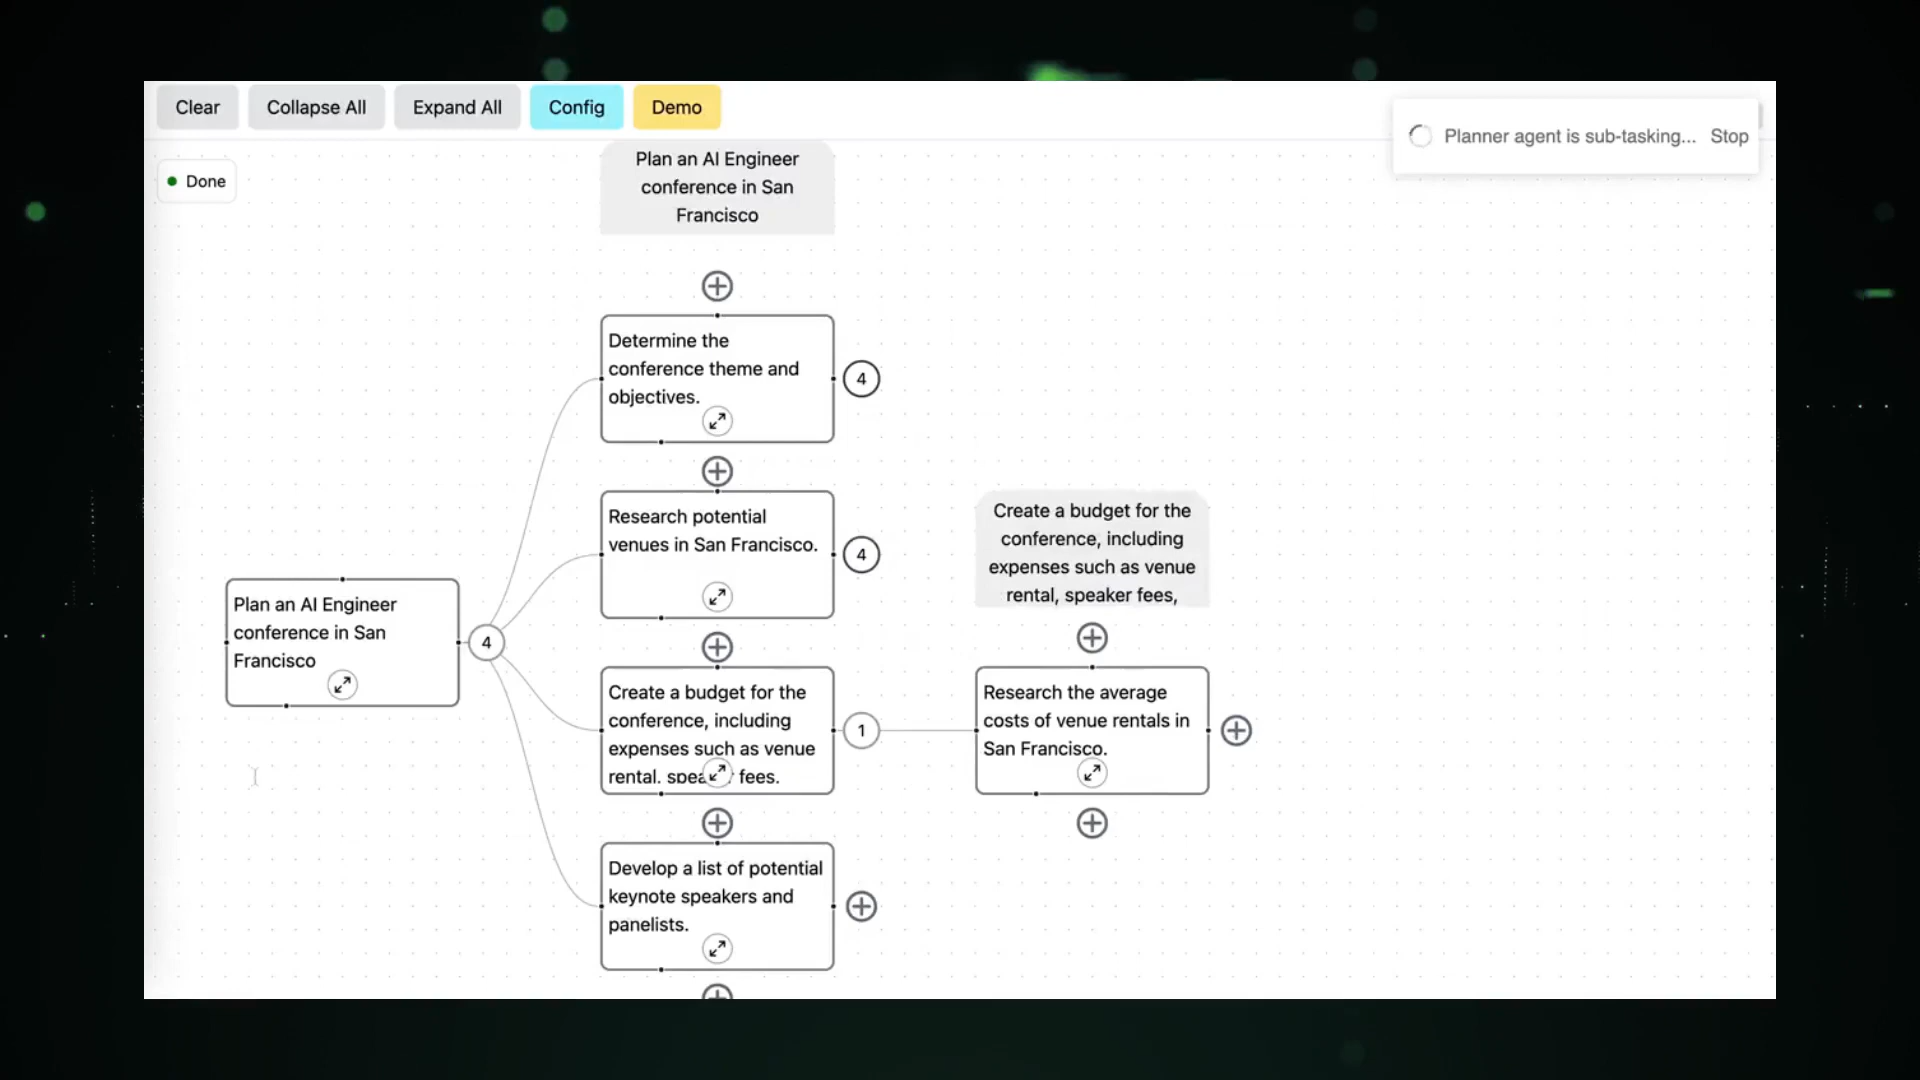 Clear
Collapse All
Expand All
Config
Demo
Planner agent is sub-tasking...
Stop
Done
Plan an AI Engineer
conference in San
Francisco
Determine the
conference theme and
objectives.
4
Research potential
venues in San Francisco.
4
Create a budget for the
conference, including
expenses such as venue
rental, speaker fees,
Plan an AI Engineer
conference in San
Francisco
4
Create a budget for the
conference, including
expenses such as venue
rental, fees.
1
Research the average
costs of venue rentals in
San Francisco.
Develop a list of potential
keynote speakers and
panelists.